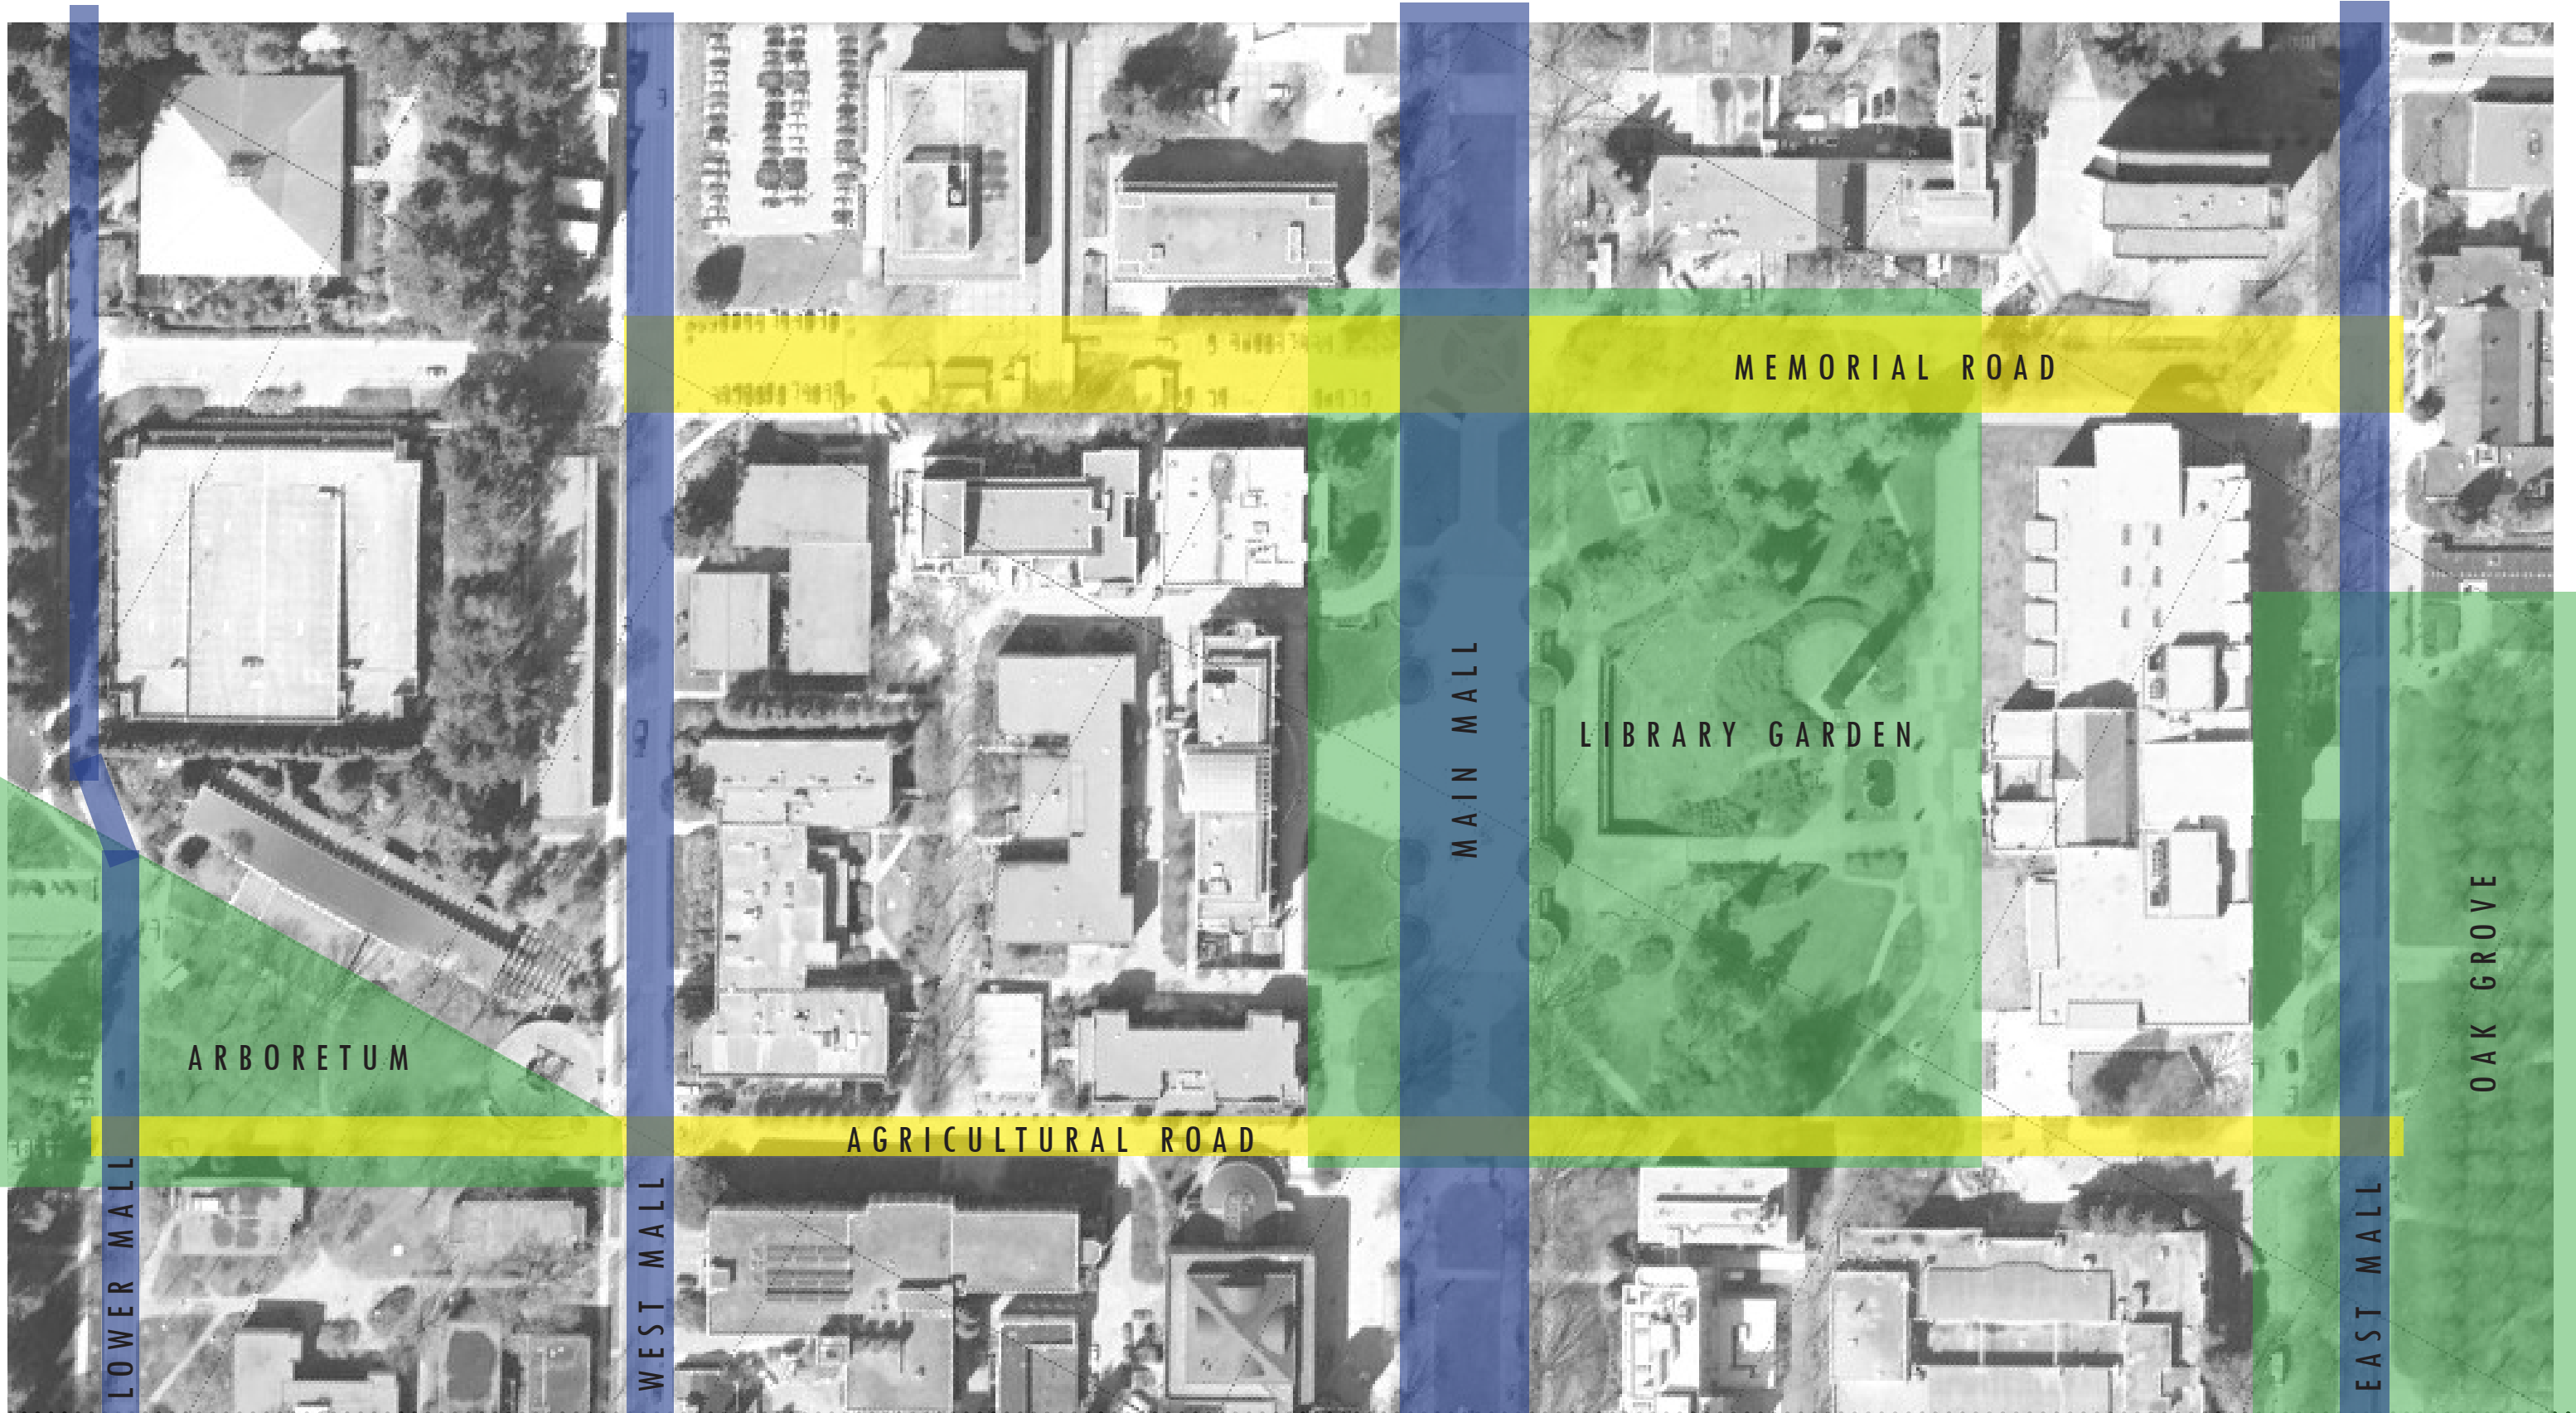 MEMORIAL ROAD
MAIN MALL
LIBRARY GARDEN
OAK GROVE
ARBORETUM
AGRICULTURAL ROAD
LOWER MALL
WEST MALL
EAST MALL